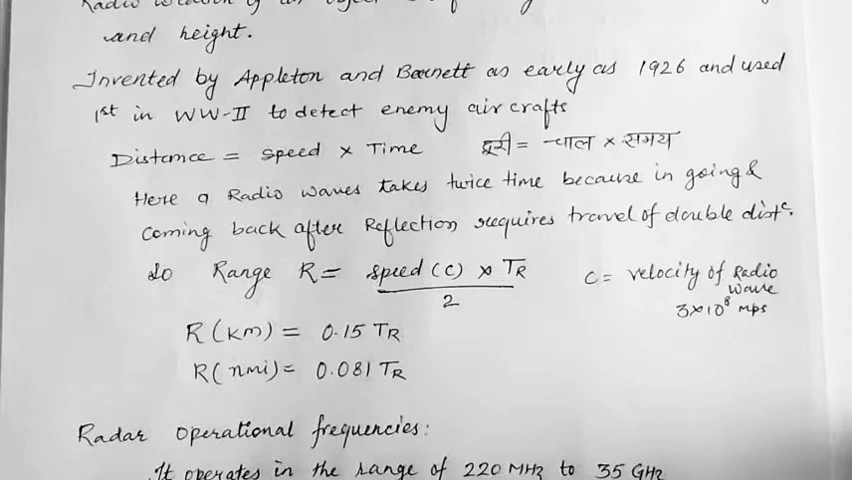 Radio
and height.
Invented by Appleton and Barnett as early as 1926 and used
1st in WW-II to detect enemy air crafts
Distance = Speed × Time दूरी = चाल × समय
Here a Radio waves takes twice time because in going &
coming back after Reflection requires travel of double distc.
So Range R = speed (c) × TR / 2 C = velocity of Radio
wave
3×10⁸ mps
R (km) = 0.15 TR
R (nmi) = 0.081 TR
Radar operational frequencies:
It operates in the range of 220 MHz to 35 GHz